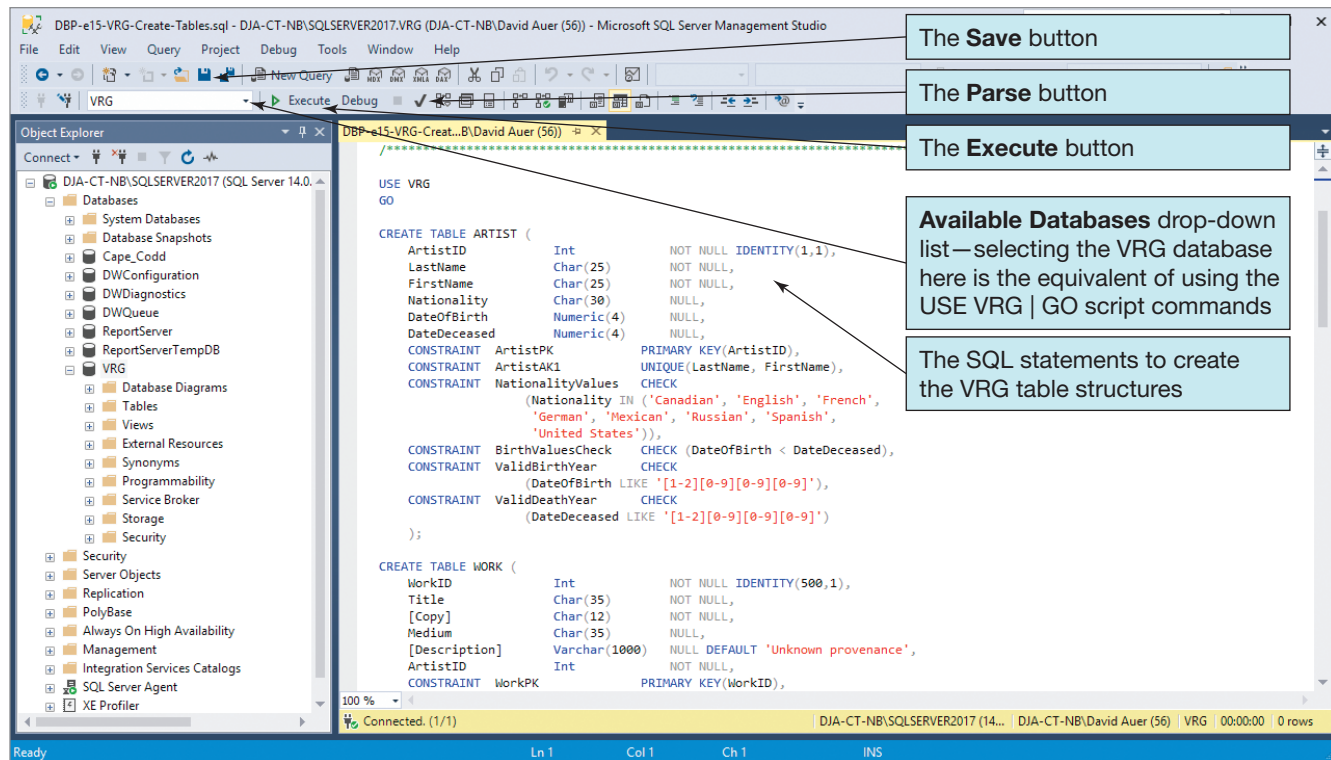 DBP-e15-VRG-Create-Tables.sql - DJA-CT-NB\SQLSERVER2017.VRG (DJA-CT-NB\David Auer (56)) - Microsoft SQL Server Management Studio
File Edit View Query Project Debug Tools Window Help
New Query MDX DMX XMLA DAX
VRG Execute Debug
The Save button
The Parse button
The Execute button
Available Databases drop-down
list—selecting the VRG database
here is the equivalent of using the
USE VRG | GO script commands
The SQL statements to create
the VRG table structures
Object Explorer
Connect
DJA-CT-NB\SQLSERVER2017 (SQL Server 14.0.
Databases
System Databases
Database Snapshots
Cape_Codd
DWConfiguration
DWDiagnostics
DWQueue
ReportServer
ReportServerTempDB
VRG
Database Diagrams
Tables
Views
External Resources
Synonyms
Programmability
Service Broker
Storage
Security
Security
Server Objects
Replication
PolyBase
Always On High Availability
Management
Integration Services Catalogs
SQL Server Agent
XE Profiler
DBP-e15-VRG-Creat...B\David Auer (56))
USE VRG
GO
CREATE TABLE ARTIST (
ArtistID Int NOT NULL IDENTITY(1,1),
LastName Char(25) NOT NULL,
FirstName Char(25) NOT NULL,
Nationality Char(30) NULL,
DateOfBirth Numeric(4) NULL,
DateDeceased Numeric(4) NULL,
CONSTRAINT ArtistPK PRIMARY KEY(ArtistID),
CONSTRAINT ArtistAK1 UNIQUE(LastName, FirstName),
CONSTRAINT NationalityValues CHECK
(Nationality IN ('Canadian', 'English', 'French',
'German', 'Mexican', 'Russian', 'Spanish',
'United States')),
CONSTRAINT BirthValuesCheck CHECK (DateOfBirth < DateDeceased),
CONSTRAINT ValidBirthYear CHECK
(DateOfBirth LIKE '[1-2][0-9][0-9][0-9]'),
CONSTRAINT ValidDeathYear CHECK
(DateDeceased LIKE '[1-2][0-9][0-9][0-9]')
);
CREATE TABLE WORK (
WorkID Int NOT NULL IDENTITY(500,1),
Title Char(35) NOT NULL,
[Copy] Char(12) NOT NULL,
Medium Char(35) NULL,
[Description] Varchar(1000) NULL DEFAULT 'Unknown provenance',
ArtistID Int NOT NULL,
CONSTRAINT WorkPK PRIMARY KEY(WorkID),
100 %
Connected. (1/1) DJA-CT-NB\SQLSERVER2017 (14... DJA-CT-NB\David Auer (56) VRG 00:00:00 0 rows
Ready Ln 1 Col 1 Ch 1 INS